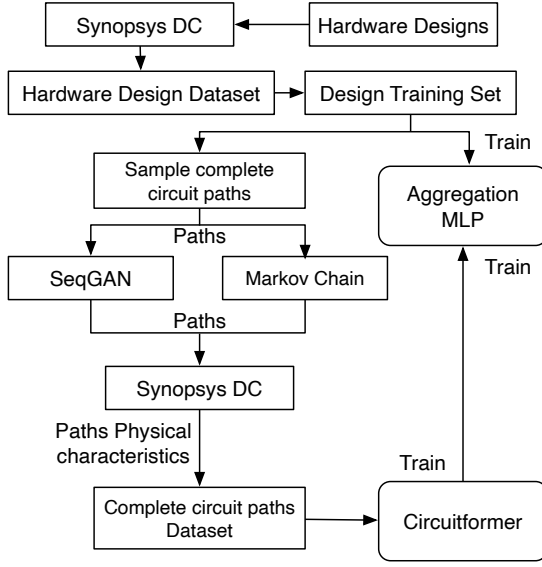 Synopsys DC
Hardware Designs
Hardware Design Dataset
Design Training Set
Train
Sample complete
circuit paths
Aggregation
MLP
Paths
Train
SeqGAN
Markov Chain
Paths
Synopsys DC
Paths Physical
characteristics
Train
Complete circuit paths
Dataset
Circuitformer